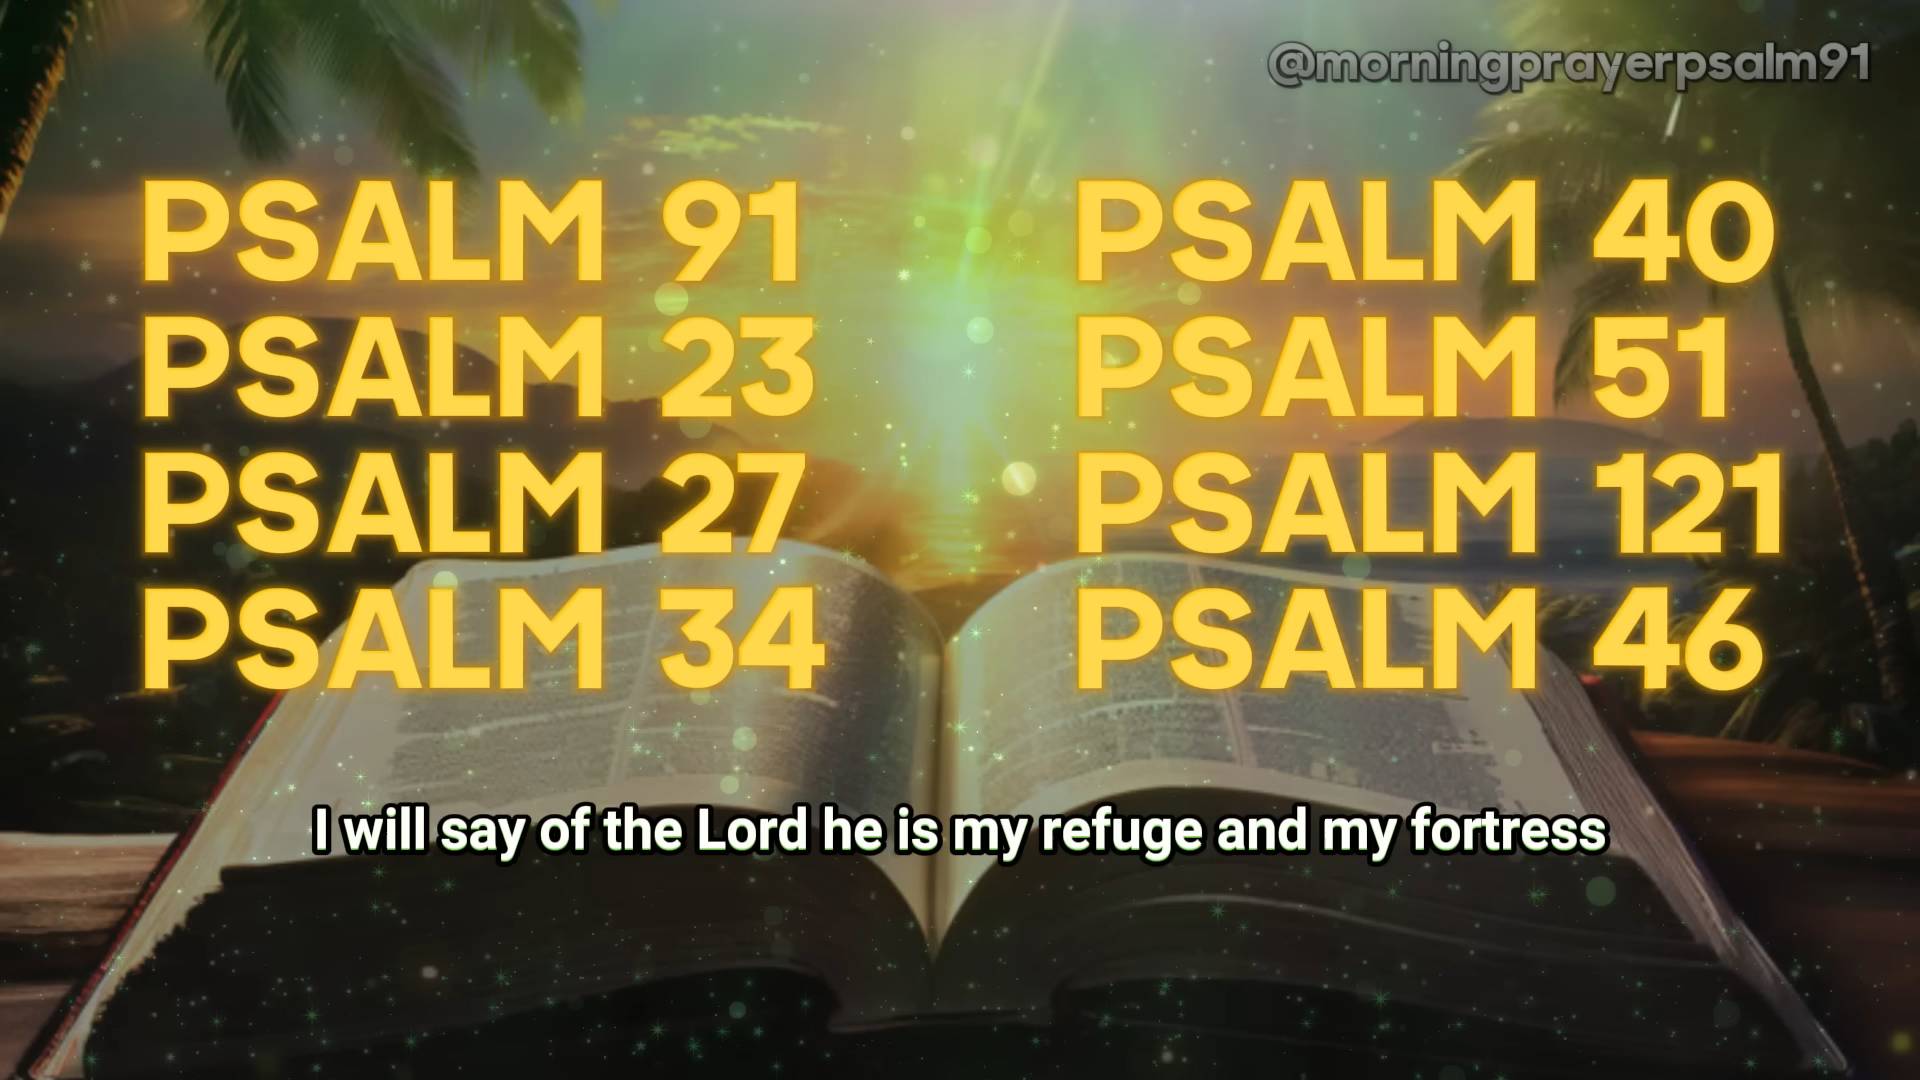 @morningprayerpsalm91
PSALM 91
PSALM 23
PSALM 27
PSALM 34
PSALM 40
PSALM 51
PSALM 121
PSALM 46
I will say of the Lord he is my refuge and my fortress